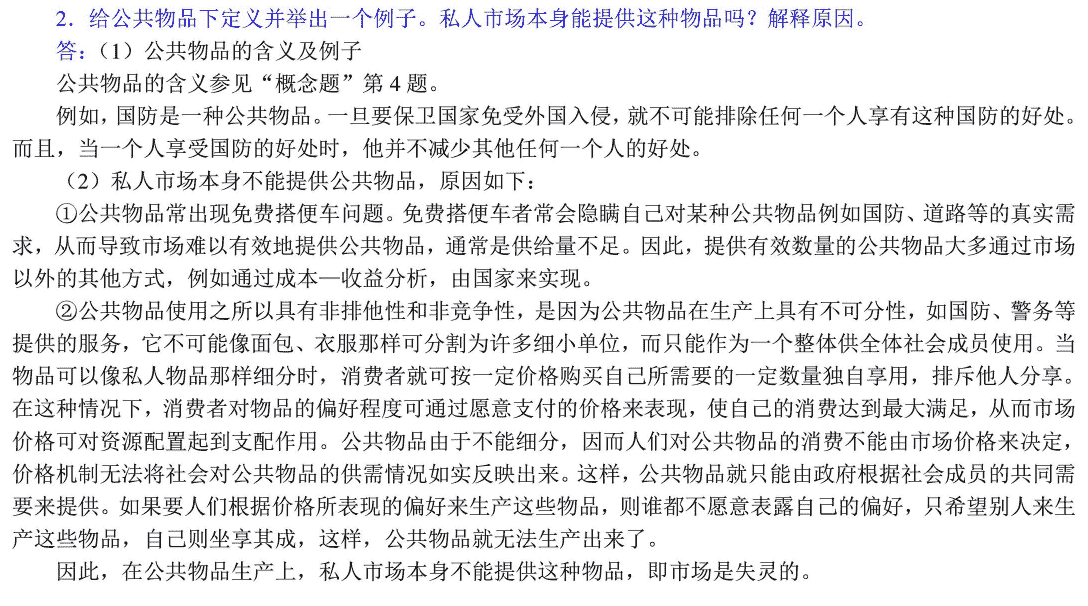 2．给公共物品下定义并举出一个例子。私人市场本身能提供这种物品吗？解释原因。
答：（1）公共物品的含义及例子
公共物品的含义参见“概念题”第 4 题。
例如，国防是一种公共物品。一旦要保卫国家免受外国入侵，就不可能排除任何一个人享有这种国防的好处。
而且，当一个人享受国防的好处时，他并不减少其他任何一个人的好处。
（2）私人市场本身不能提供公共物品，原因如下：
①公共物品常出现免费搭便车问题。免费搭便车者常会隐瞒自己对某种公共物品例如国防、道路等的真实需
求，从而导致市场难以有效地提供公共物品，通常是供给量不足。因此，提供有效数量的公共物品大多通过市场
以外的其他方式，例如通过成本—收益分析，由国家来实现。
②公共物品使用之所以具有非排他性和非竞争性，是因为公共物品在生产上具有不可分性，如国防、警务等
提供的服务，它不可能像面包、衣服那样可分割为许多细小单位，而只能作为一个整体供全体社会成员使用。当
物品可以像私人物品那样细分时，消费者就可按一定价格购买自己所需要的一定数量独自享用，排斥他人分享。
在这种情况下，消费者对物品的偏好程度可通过愿意支付的价格来表现，使自己的消费达到最大满足，从而市场
价格可对资源配置起到支配作用。公共物品由于不能细分，因而人们对公共物品的消费不能由市场价格来决定，
价格机制无法将社会对公共物品的供需情况如实反映出来。这样，公共物品就只能由政府根据社会成员的共同需
要来提供。如果要人们根据价格所表现的偏好来生产这些物品，则谁都不愿意表露自己的偏好，只希望别人来生
产这些物品，自己则坐享其成，这样，公共物品就无法生产出来了。
因此，在公共物品生产上，私人市场本身不能提供这种物品，即市场是失灵的。